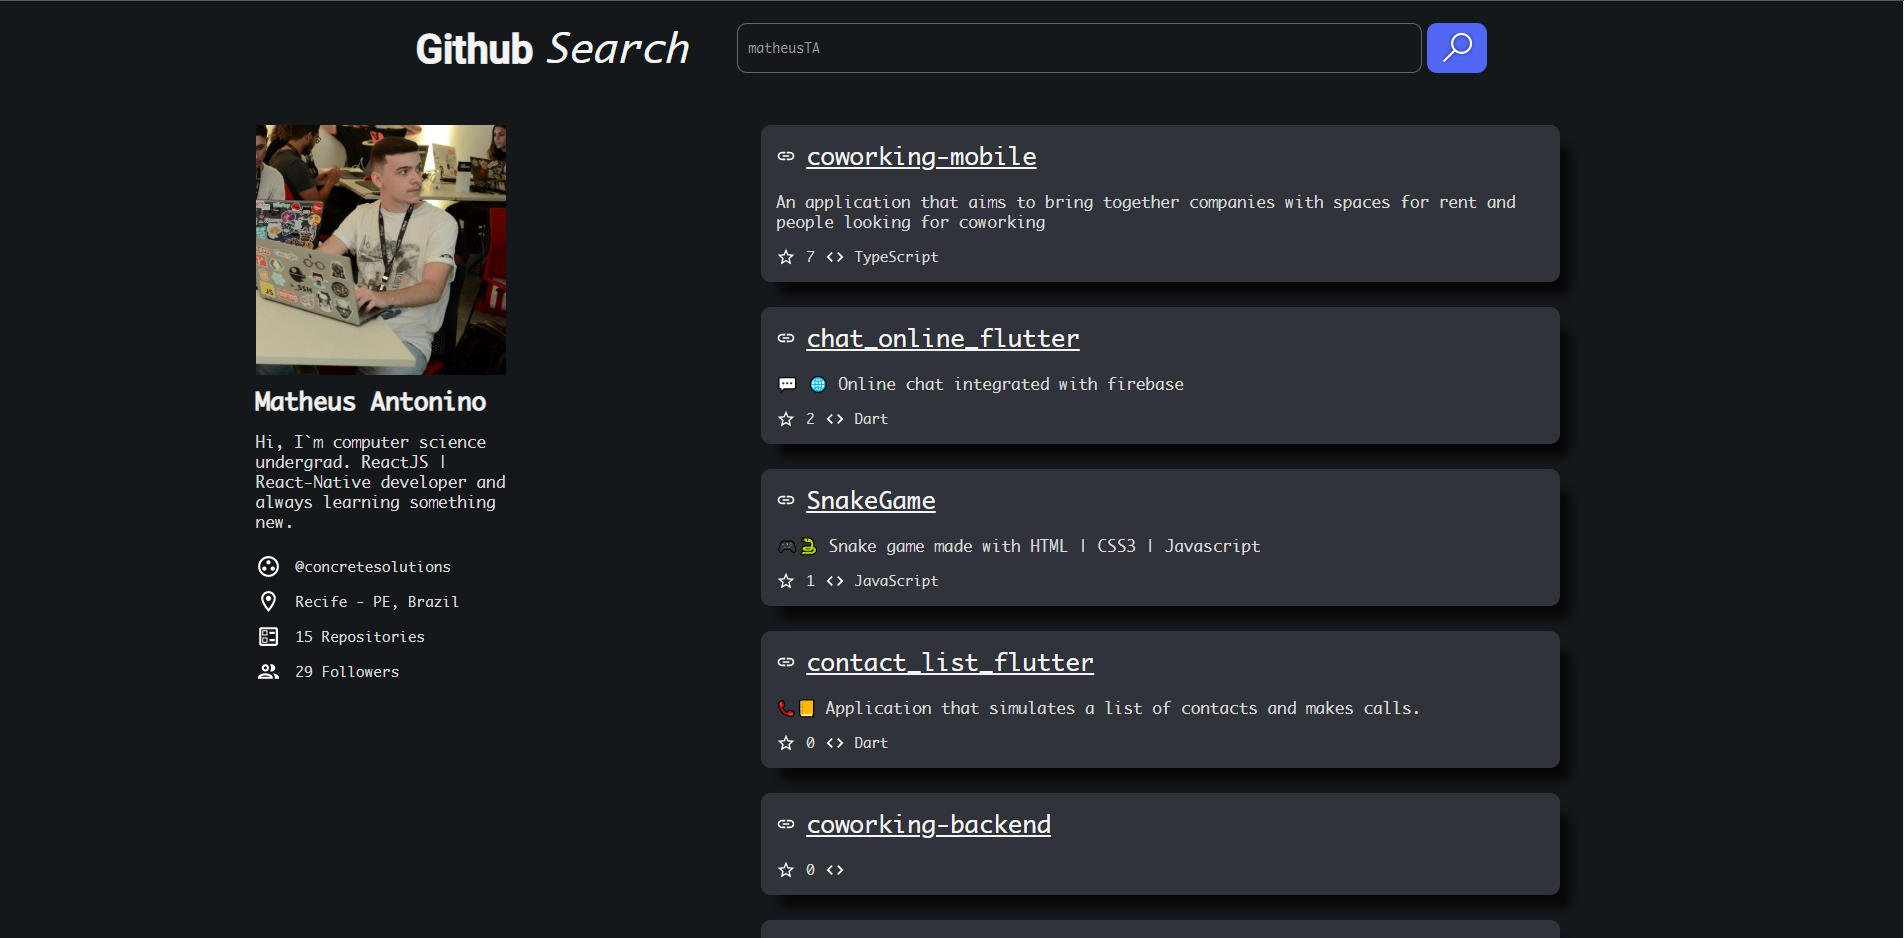 Github Search
matheusTA
Matheus Antonino
Hi, I`m computer science
undergrad. ReactJS |
React-Native developer and
always learning something
new.
@concretesolutions
Recife - PE, Brazil
15 Repositories
29 Followers
coworking-mobile
An application that aims to bring together companies with spaces for rent and
people looking for coworking
7 <> TypeScript
chat_online_flutter
💬 🌐 Online chat integrated with firebase
2 <> Dart
SnakeGame
🎮🐍 Snake game made with HTML | CSS3 | Javascript
1 <> JavaScript
contact_list_flutter
📞📒 Application that simulates a list of contacts and makes calls.
0 <> Dart
coworking-backend
0 <>